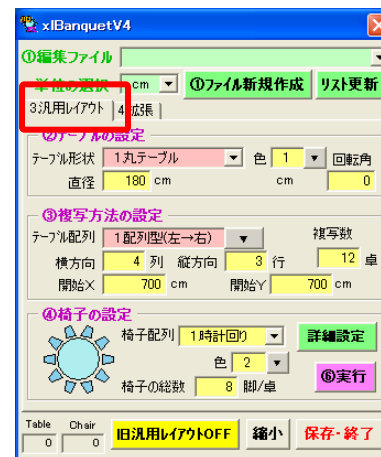 xlBanquetV4
①編集ファイル
単位の選択 cm ①ファイル新規作成 リスト更新
3汎用レイアウト 4拡張
②テーブルの設定
テーブル形状 1丸テーブル 色 1 回転角
直径 180 cm cm 0
③複写方法の設定
テーブル配列 1配列型(左→右) 複写数
横方向 4 列 縦方向 3 行 12 卓
開始X 700 cm 開始Y 700 cm
④椅子の設定
椅子配列 1時計回り 詳細設定
色 2
椅子の総数 8 脚/卓 ⑥実行
Table Chair
0 0 旧汎用レイアウトOFF 縮小 保存・終了